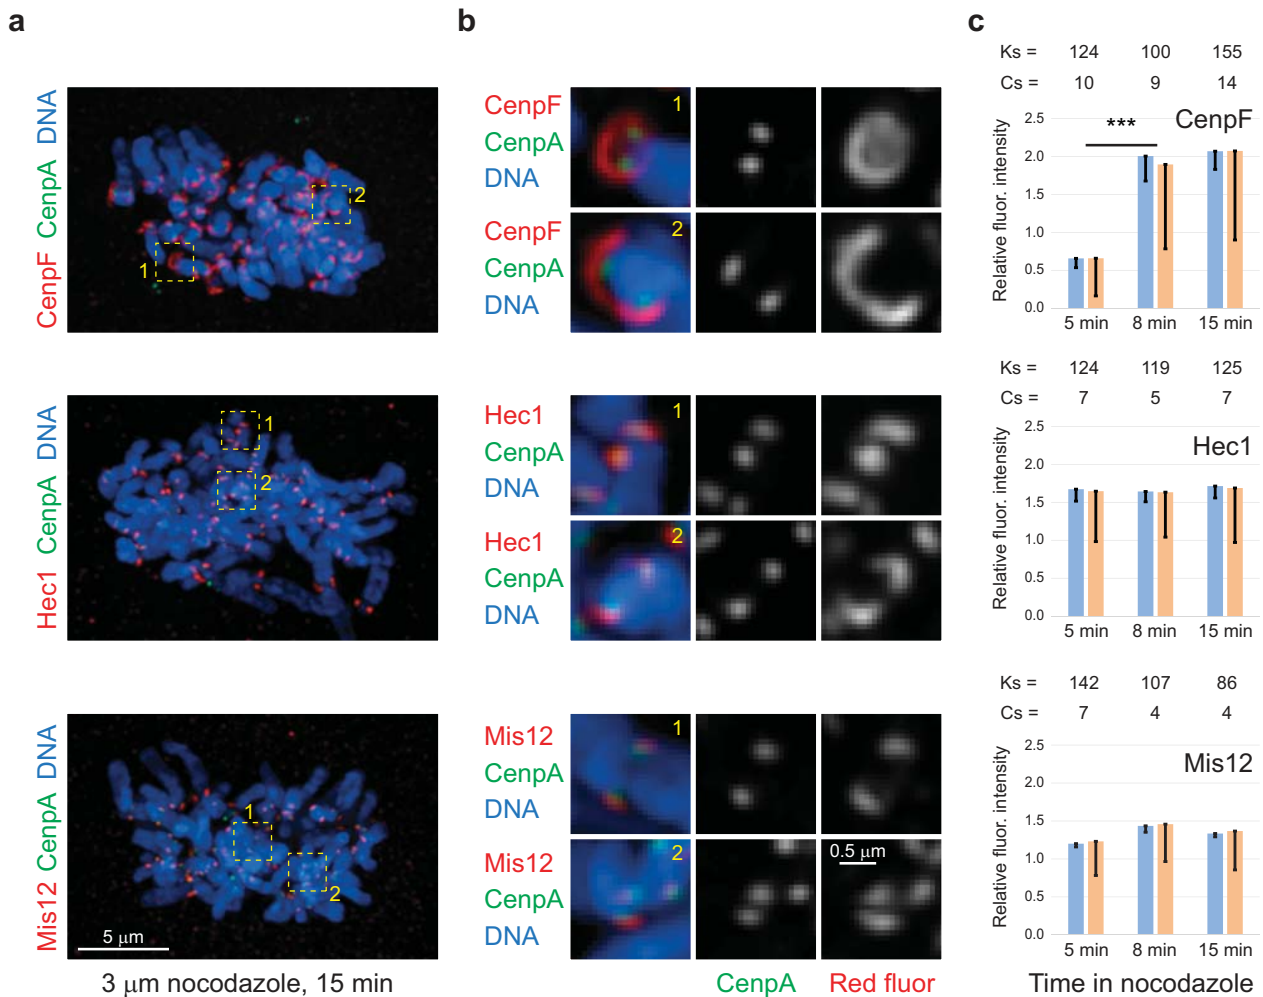 a
b
c
CenpF CenpA DNA
1
2
Hec1 CenpA DNA
1
2
Mis12 CenpA DNA
1
2
5 μm
3 μm nocodazole, 15 min
CenpF
CenpA
DNA
1
CenpF
CenpA
DNA
2
Hec1
CenpA
DNA
1
Hec1
CenpA
DNA
2
Mis12
CenpA
DNA
1
Mis12
CenpA
DNA
2
0.5 μm
CenpA Red fluor
Ks = 124 100 155
Cs = 10 9 14
CenpF
***
Relative fluor. intensity
2.5
2.0
1.5
1.0
0.5
0.0
5 min 8 min 15 min
Ks = 124 119 125
Cs = 7 5 7
Hec1
Relative fluor. intensity
2.5
2.0
1.5
1.0
0.5
0.0
5 min 8 min 15 min
Ks = 142 107 86
Cs = 7 4 4
Mis12
Relative fluor. intensity
2.5
2.0
1.5
1.0
0.5
0.0
5 min 8 min 15 min
Time in nocodazole